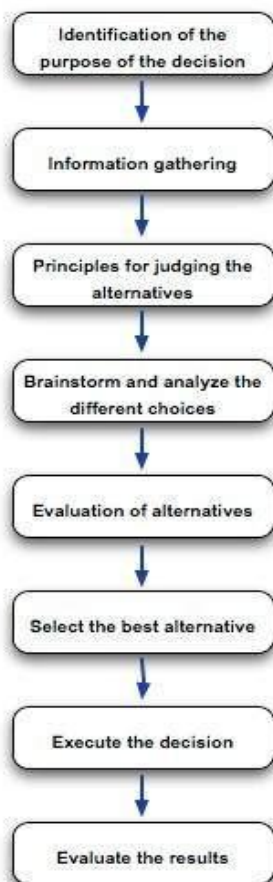 Identification of the
purpose of the decision
Information gathering
Principles for judging the
alternatives
Brainstorm and analyze the
different choices
Evaluation of alternatives
Select the best alternative
Execute the decision
Evaluate the results